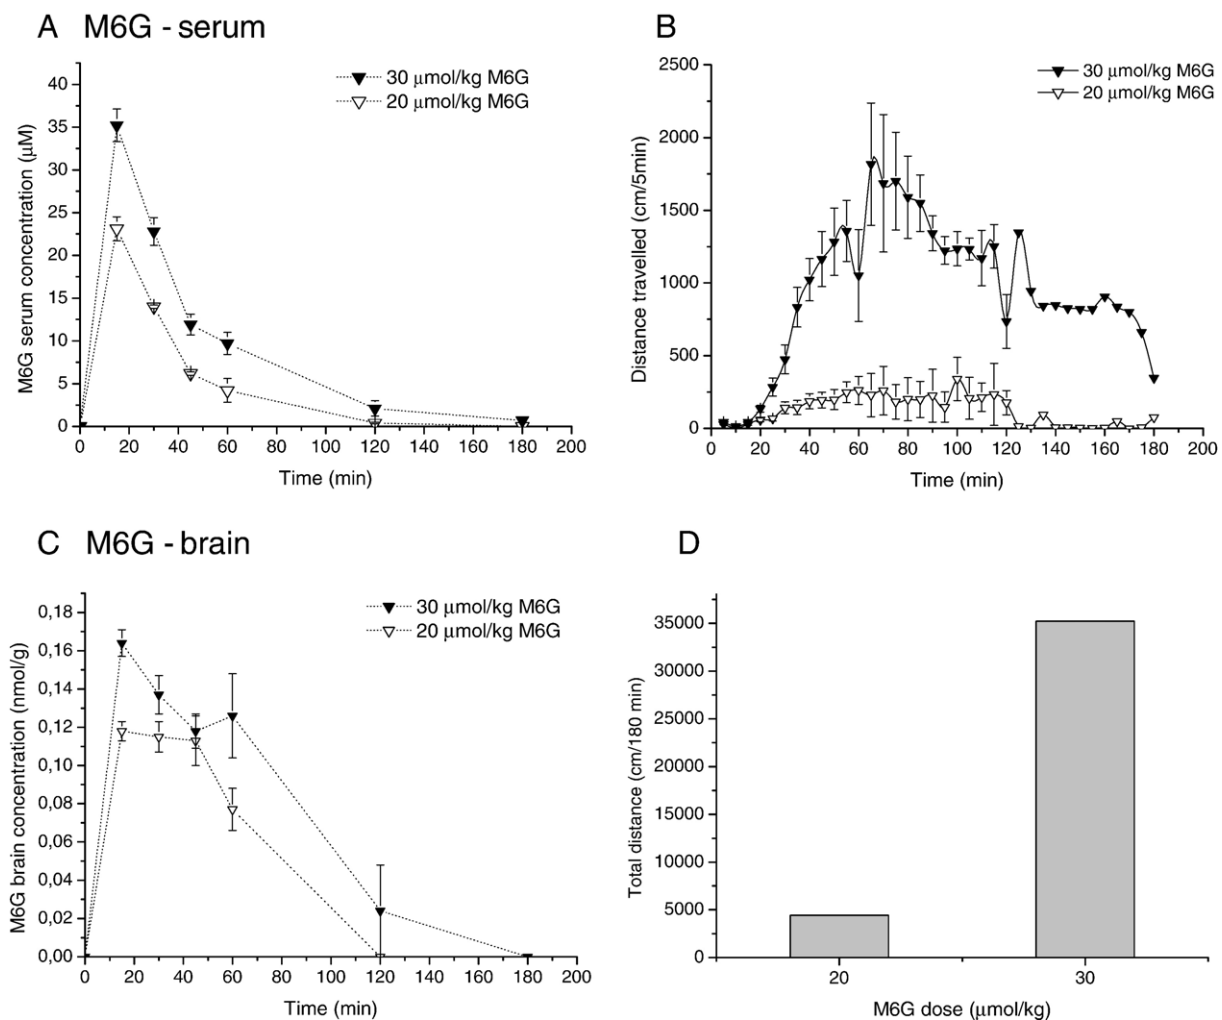 A M6G - serum
30 μmol/kg M6G
20 μmol/kg M6G
M6G serum concentration (μM)
40
35
30
25
20
15
10
5
0
0 20 40 60 80 100 120 140 160 180 200
Time (min)
B
30 μmol/kg M6G
20 μmol/kg M6G
Distance travelled (cm/5min)
2500
2000
1500
1000
500
0
0 20 40 60 80 100 120 140 160 180 200
Time (min)
C M6G - brain
30 μmol/kg M6G
20 μmol/kg M6G
M6G brain concentration (nmol/g)
0,18
0,16
0,14
0,12
0,10
0,08
0,06
0,04
0,02
0,00
0 20 40 60 80 100 120 140 160 180 200
Time (min)
D
Total distance (cm/180 min)
35000
30000
25000
20000
15000
10000
5000
0
20 30
M6G dose (μmol/kg)